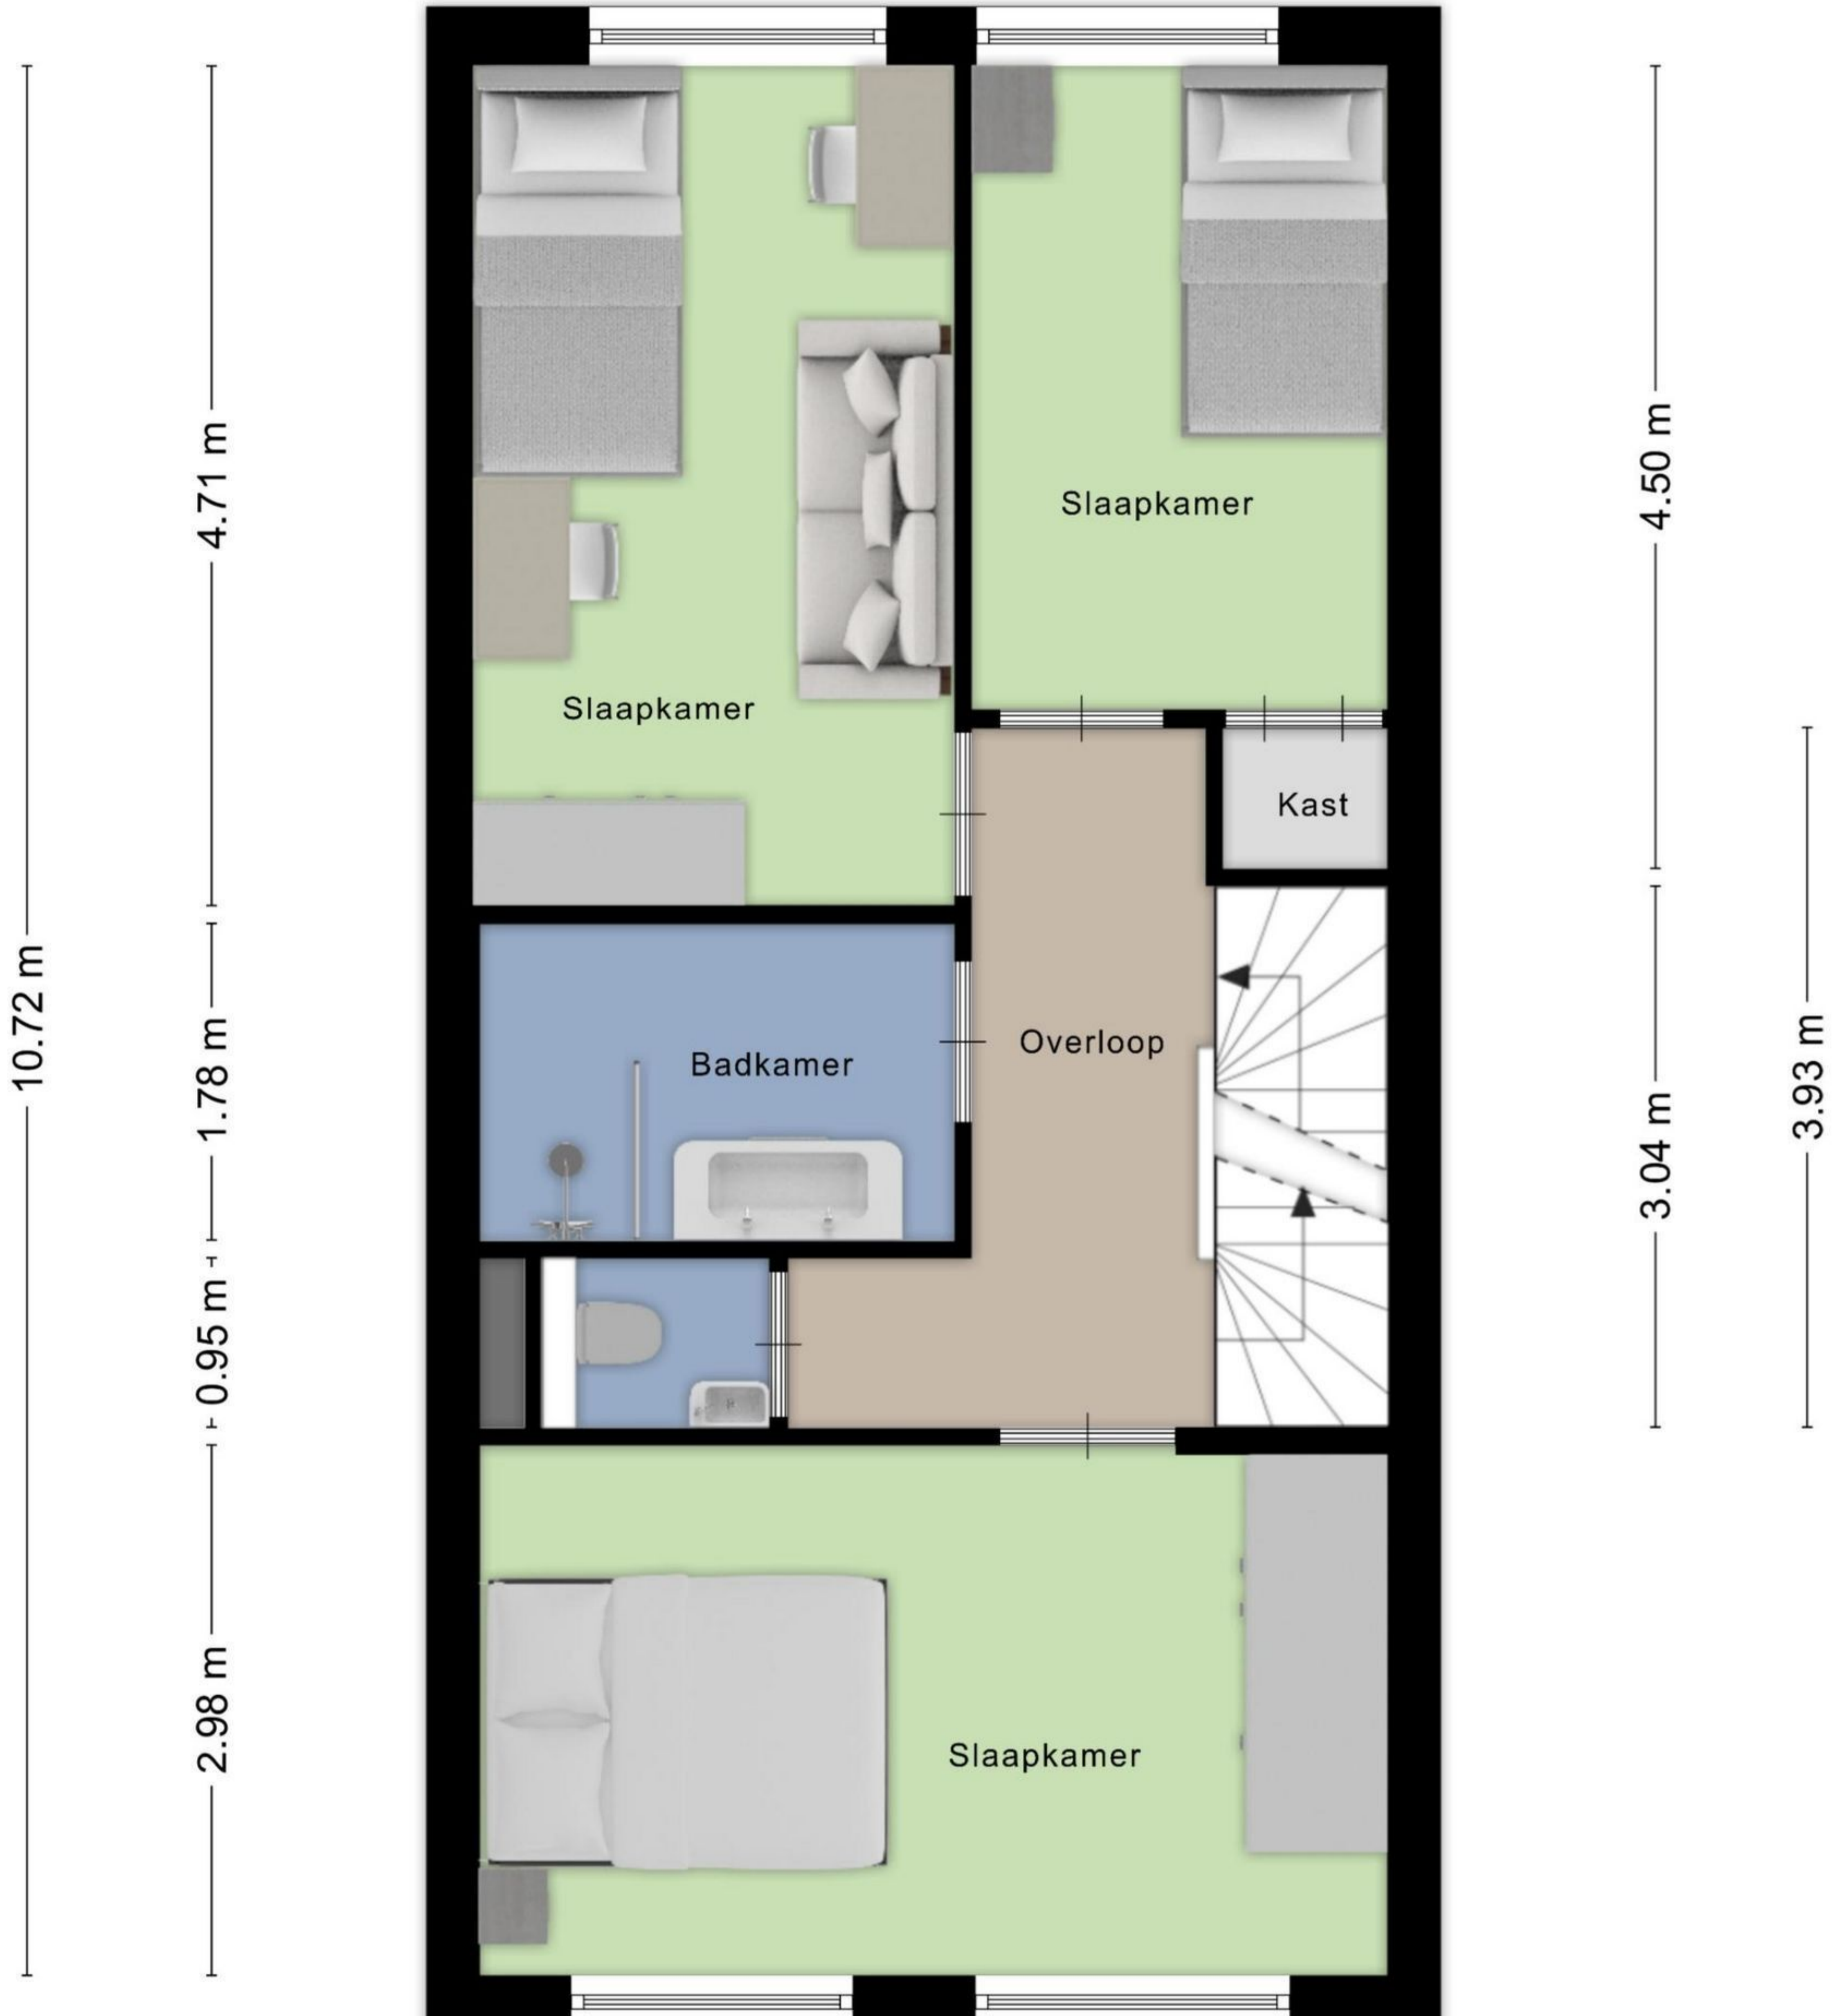 4.71 m
4.50 m
Slaapkamer
Slaapkamer
Kast
10.72 m
1.78 m
Badkamer
Overloop
3.04 m
3.93 m
0.95 m
2.98 m
Slaapkamer